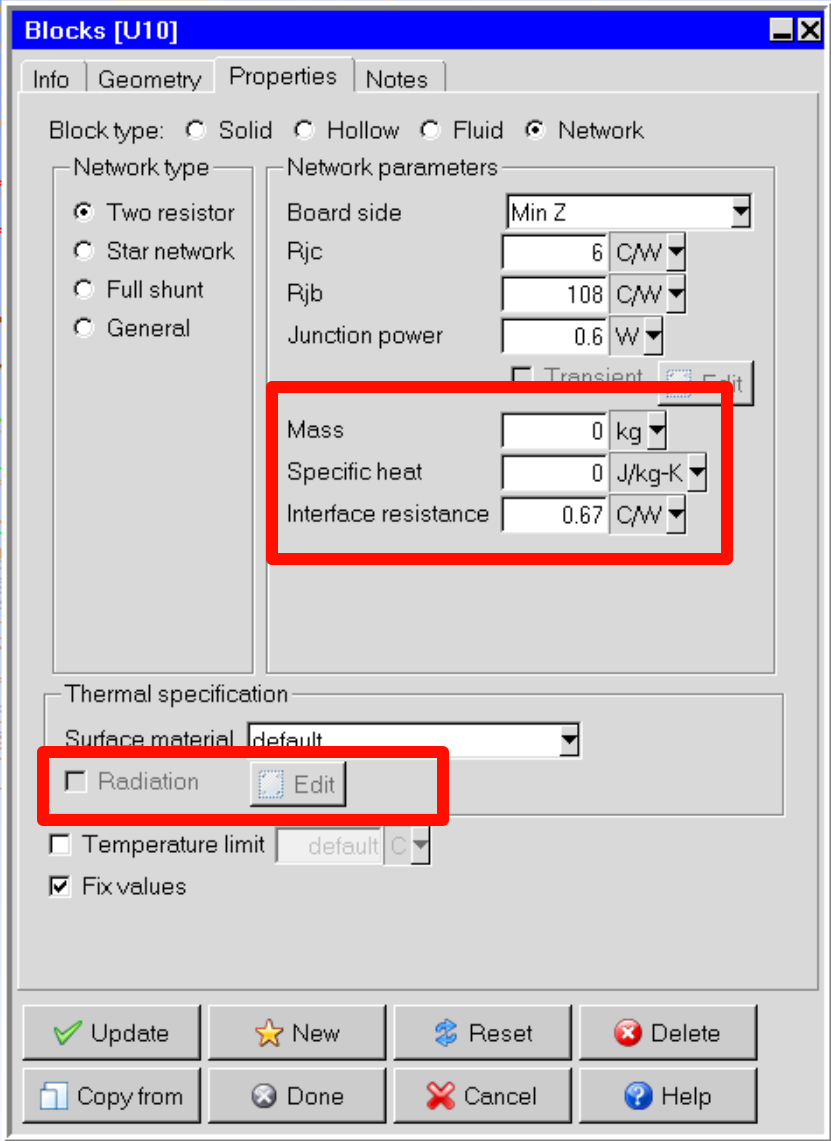 Blocks [U10]
Info Geometry Properties Notes
Block type: Solid Hollow Fluid Network
Network type
Two resistor
Star network
Full shunt
General
Network parameters
Board side Min Z
Rjc 6 C/W
Rjb 108 C/W
Junction power 0.6 W
Transient Edit
Mass 0 kg
Specific heat 0 J/kg-K
Interface resistance 0.67 C/W
Thermal specification
Surface material default
Radiation Edit
Temperature limit default C
Fix values
Update New Reset Delete
Copy from Done Cancel Help